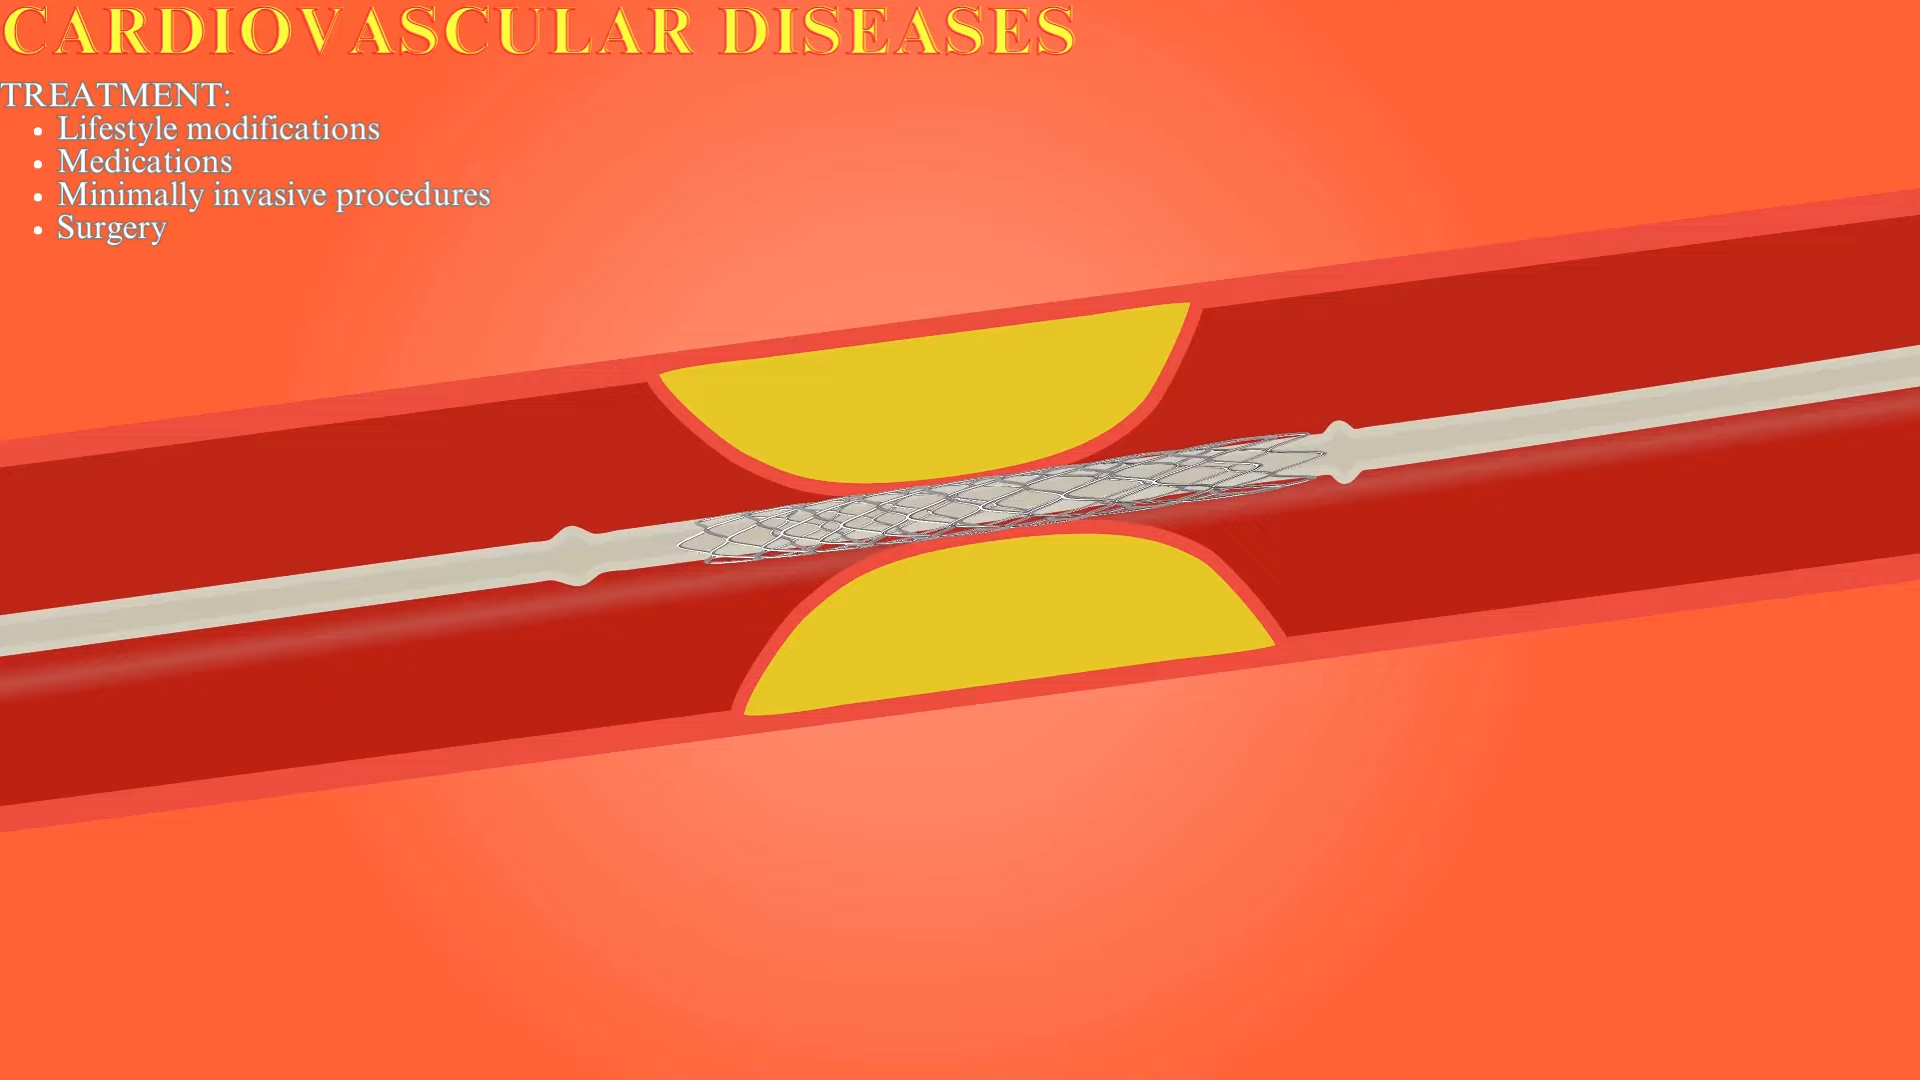 CARDIOVASCULAR DISEASES
TREATMENT:
• Lifestyle modifications
• Medications
• Minimally invasive procedures
• Surgery